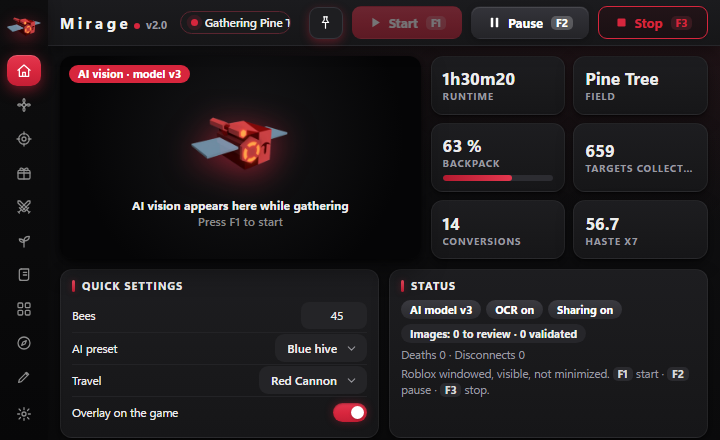 Mirage v2.0
Gathering Pine T
Start F1
Pause F2
Stop F3
AI vision · model v3
AI vision appears here while gathering
Press F1 to start
1h30m20
RUNTIME
Pine Tree
FIELD
63 %
BACKPACK
659
TARGETS COLLECT...
14
CONVERSIONS
56.7
HASTE X7
QUICK SETTINGS
Bees 45
AI preset Blue hive
Travel Red Cannon
Overlay on the game
STATUS
AI model v3 OCR on Sharing on
Images: 0 to review · 0 validated
Deaths 0 · Disconnects 0
Roblox windowed, visible, not minimized. F1 start · F2
pause · F3 stop.